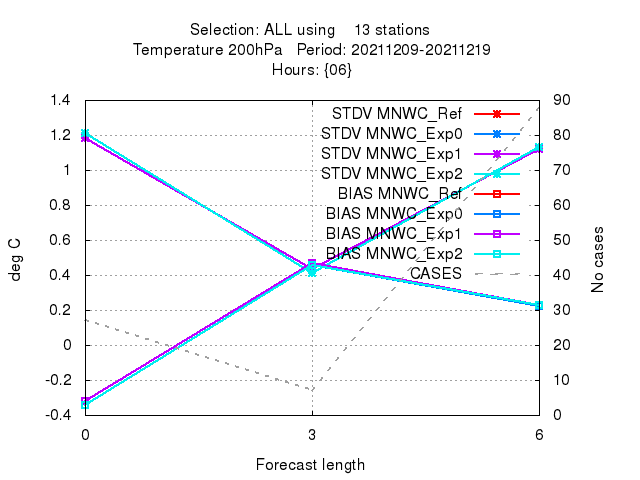 Selection: ALL using    13 stations
Temperature 200hPa   Period: 20211209-20211219
Hours: {06}
1.4
1.2
1
0.8
0.6
0.4
0.2
0
-0.2
-0.4
deg C
STDV MNWC_Ref
STDV MNWC_Exp0
STDV MNWC_Exp1
STDV MNWC_Exp2
BIAS MNWC_Ref
BIAS MNWC_Exp0
BIAS MNWC_Exp1
BIAS MNWC_Exp2
CASES
90
80
70
60
50
40
30
20
10
0
No cases
0 3 6
Forecast length